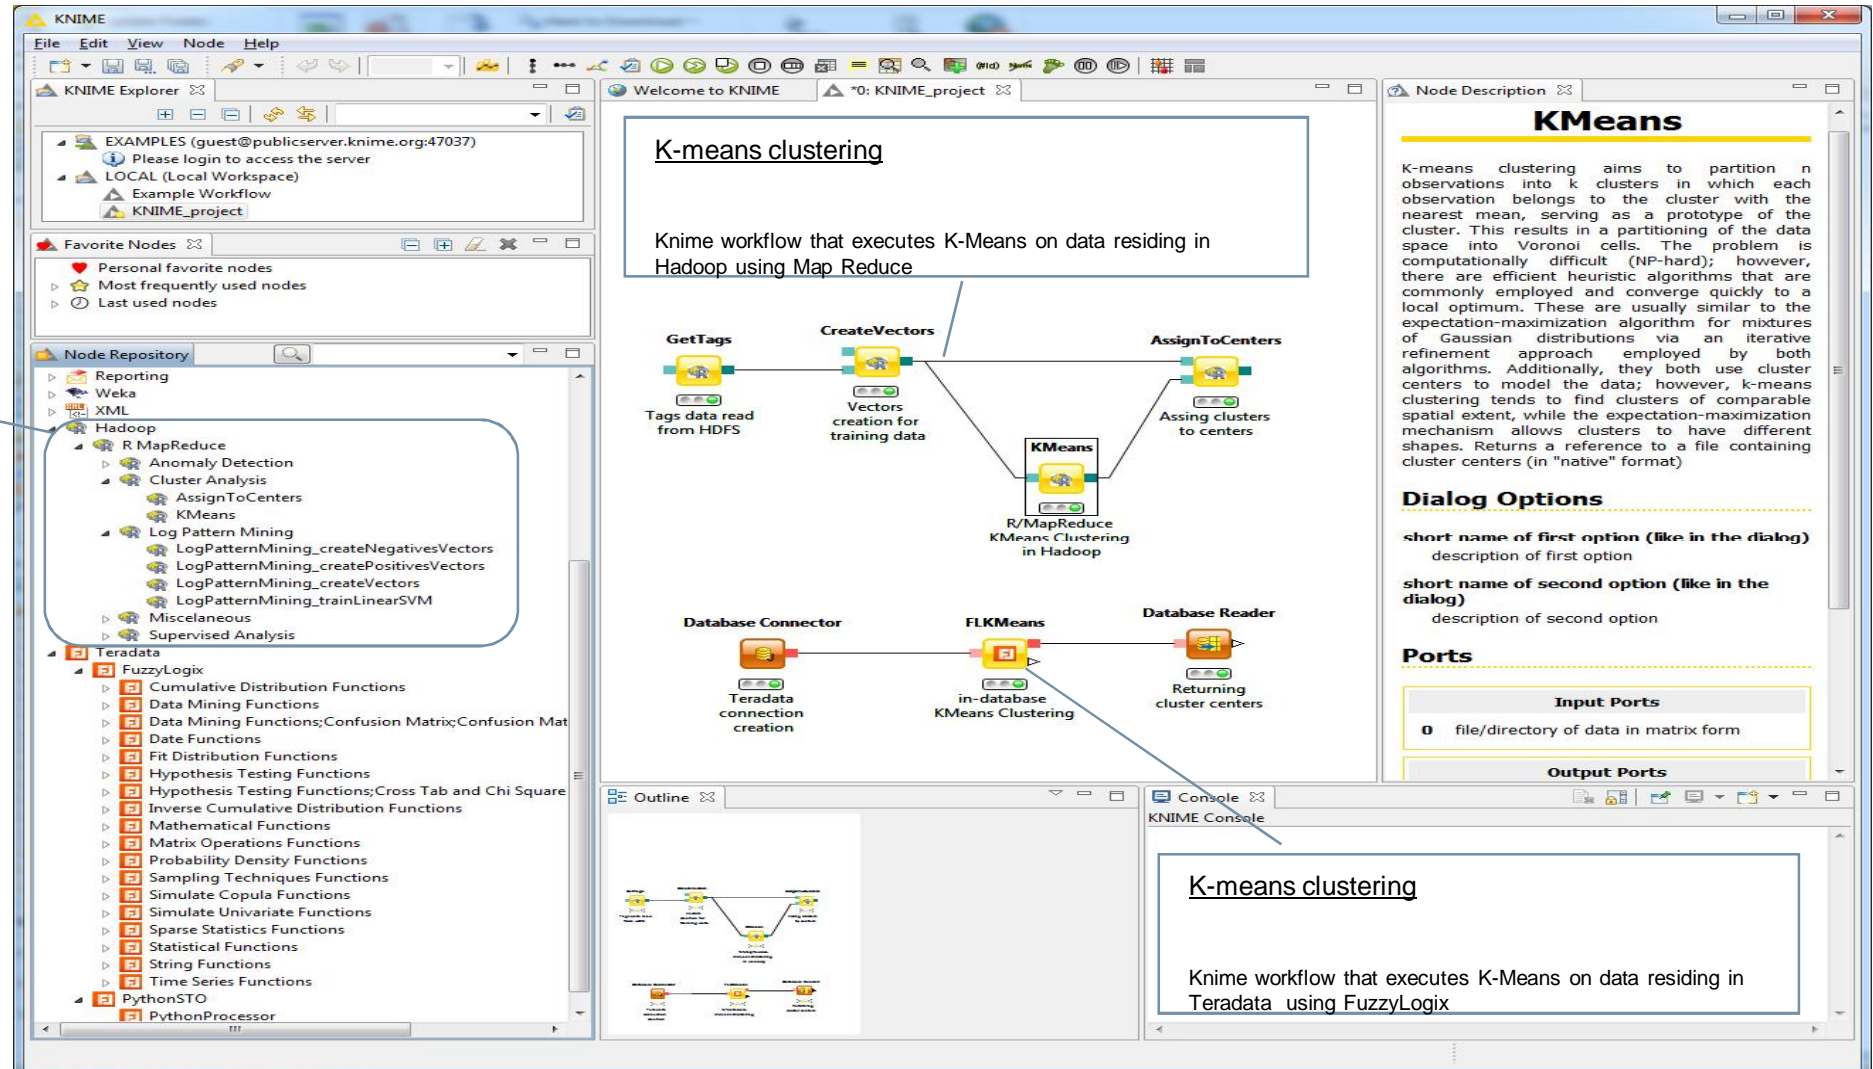 KNIME
File Edit View Node Help
(#id)
KNIME Explorer
EXAMPLES (guest@publicserver.knime.org:47037)
Please login to access the server
LOCAL (Local Workspace)
Example Workflow
KNIME_project
Favorite Nodes
Personal favorite nodes
Most frequently used nodes
Last used nodes
Node Repository
Reporting
Weka
XML
Hadoop
R MapReduce
Anomaly Detection
Cluster Analysis
AssignToCenters
KMeans
Log Pattern Mining
LogPatternMining_createNegativesVectors
LogPatternMining_createPositivesVectors
LogPatternMining_createVectors
LogPatternMining_trainLinearSVM
Miscelaneous
Supervised Analysis
Teradata
FuzzyLogix
Cumulative Distribution Functions
Data Mining Functions
Data Mining Functions;Confusion Matrix;Confusion Mat
Date Functions
Fit Distribution Functions
Hypothesis Testing Functions
Hypothesis Testing Functions;Cross Tab and Chi Square
Inverse Cumulative Distribution Functions
Mathematical Functions
Matrix Operations Functions
Probability Density Functions
Sampling Techniques Functions
Simulate Copula Functions
Simulate Univariate Functions
Sparse Statistics Functions
Statistical Functions
String Functions
Time Series Functions
PythonSTO
PythonProcessor
Welcome to KNIME
*0: KNIME_project
K-means clustering
Knime workflow that executes K-Means on data residing in
Hadoop using Map Reduce
GetTags
Tags data read
from HDFS
CreateVectors
Vectors
creation for
training data
AssignToCenters
Assing clusters
to centers
KMeans
R/MapReduce
KMeans Clustering
in Hadoop
Database Connector
Teradata
connection
creation
FLKMeans
in-database
KMeans Clustering
Database Reader
Returning
cluster centers
Outline
Console
KNIME Console
K-means clustering
Knime workflow that executes K-Means on data residing in
Teradata using FuzzyLogix
Node Description
KMeans
K-means clustering aims to partition n
observations into k clusters in which each
observation belongs to the cluster with the
nearest mean, serving as a prototype of the
cluster. This results in a partitioning of the data
space into Voronoi cells. The problem is
computationally difficult (NP-hard); however,
there are efficient heuristic algorithms that are
commonly employed and converge quickly to a
local optimum. These are usually similar to the
expectation-maximization algorithm for mixtures
of Gaussian distributions via an iterative
refinement approach employed by both
algorithms. Additionally, they both use cluster
centers to model the data; however, k-means
clustering tends to find clusters of comparable
spatial extent, while the expectation-maximization
mechanism allows clusters to have different
shapes. Returns a reference to a file containing
cluster centers (in "native" format)
Dialog Options
short name of first option (like in the dialog)
description of first option
short name of second option (like in the
dialog)
description of second option
Ports
Input Ports
0 file/directory of data in matrix form
Output Ports